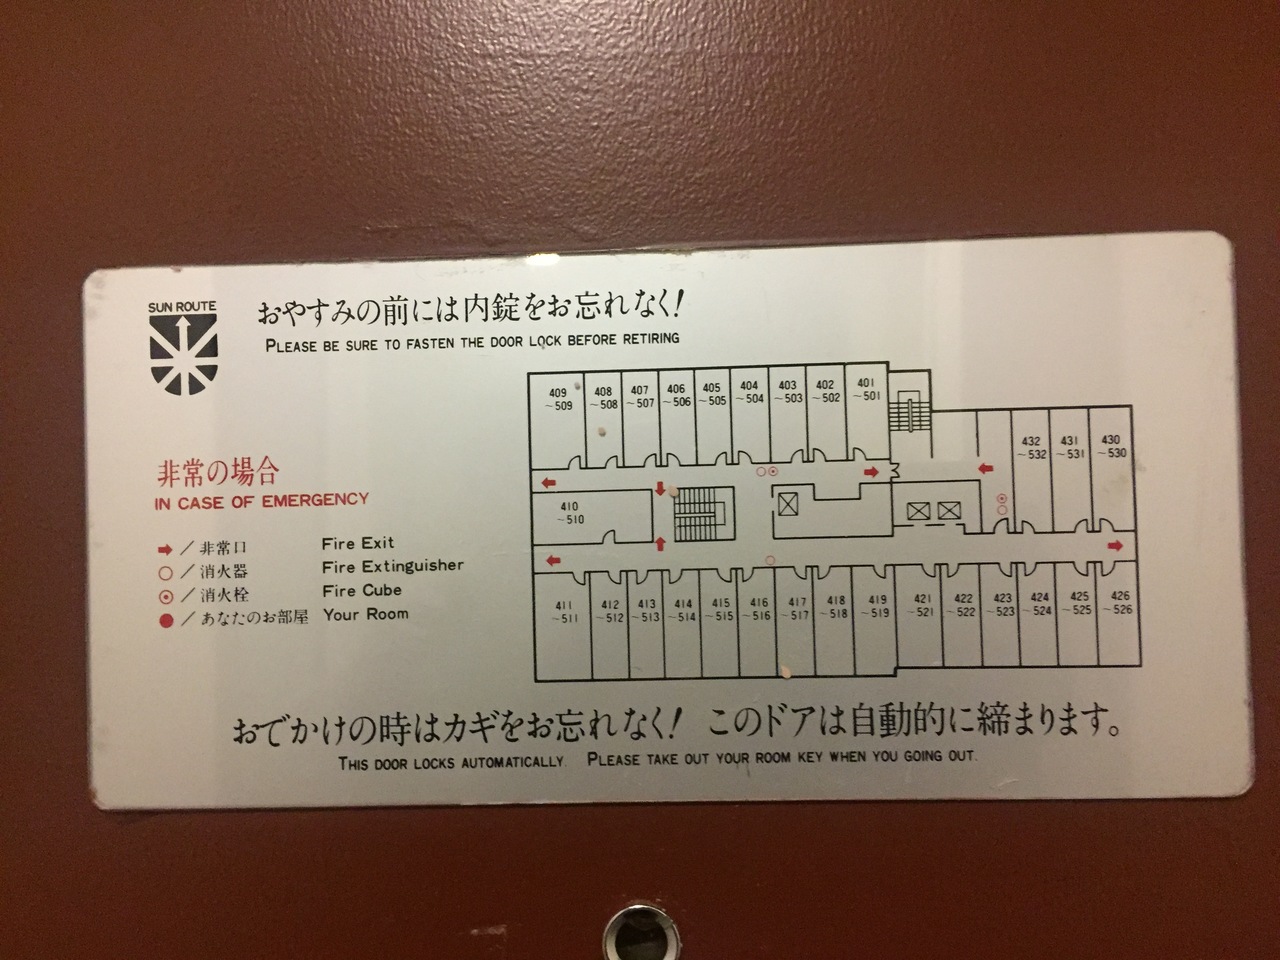 SUN ROUTE
おやすみの前には内錠をお忘れなく!
PLEASE BE SURE TO FASTEN THE DOOR LOCK BEFORE RETIRING
非常の場合
IN CASE OF EMERGENCY
/ 非常口 Fire Exit
/ 消火器 Fire Extinguisher
/ 消火栓 Fire Cube
/ あなたのお部屋 Your Room
409 408 407 406 405 404 403 402 401
~509 ~508 ~507 ~506 ~505 ~504 ~503 ~502 ~501
432 431 430
~532 ~531 ~530
410
~510
411 412 413 414 415 416 417 418 419 421 422 423 424 425 426
~511 ~512 ~513 ~514 ~515 ~516 ~517 ~518 ~519 ~521 ~522 ~523 ~524 ~525 ~526
おでかけの時はカギをお忘れなく! このドアは自動的に締まります。
THIS DOOR LOCKS AUTOMATICALLY. PLEASE TAKE OUT YOUR ROOM KEY WHEN YOU GOING OUT.